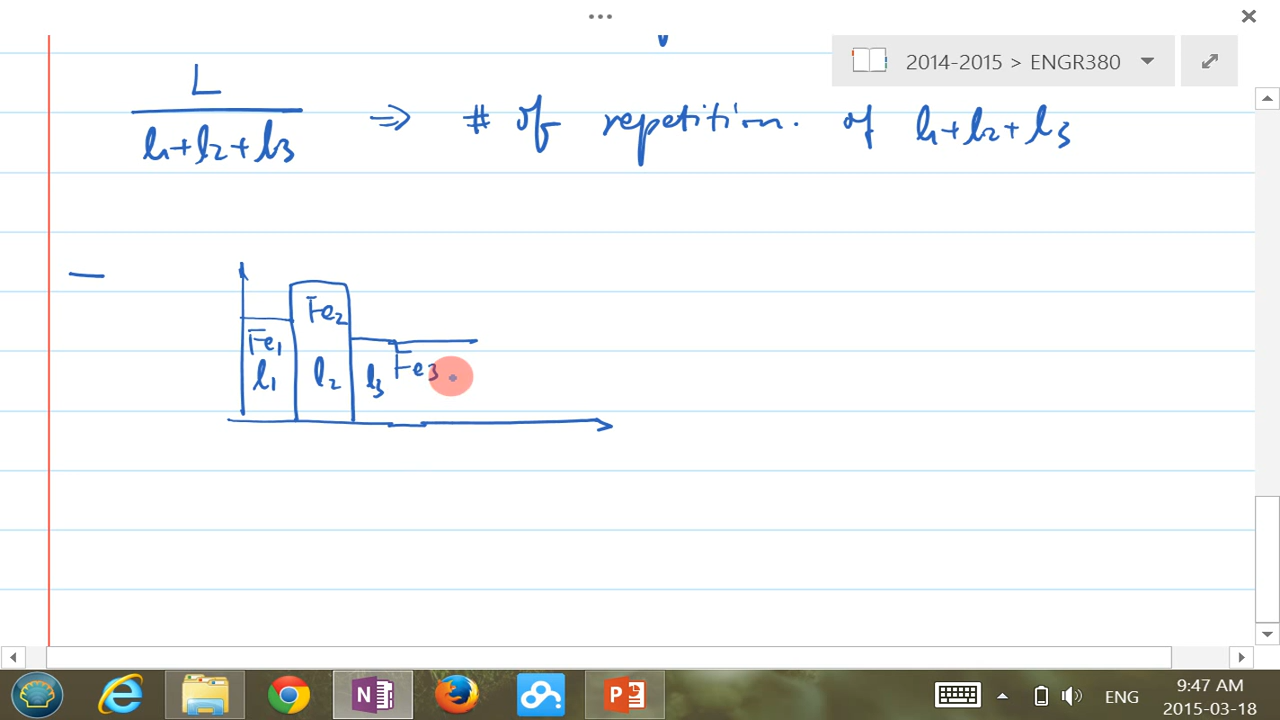 2014-2015 > ENGR380
L
l1+l2+l3
⇒ # of repetition. of l1+l2+l3
Fe2
Fe1
Fe3
l1 l2 l3
N
P
ENG
9:47 AM
2015-03-18